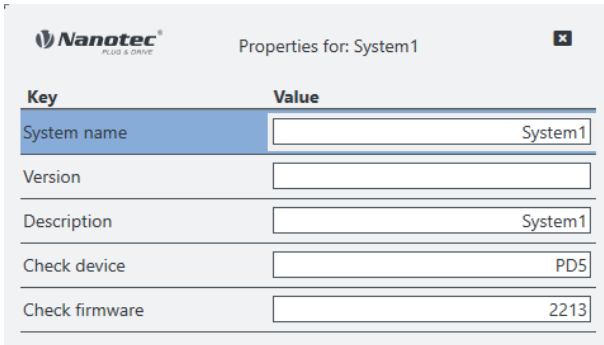 Nanotec®
PLUG & DRIVE
Properties for: System1
Key Value
System name System1
Version
Description System1
Check device PD5
Check firmware 2213